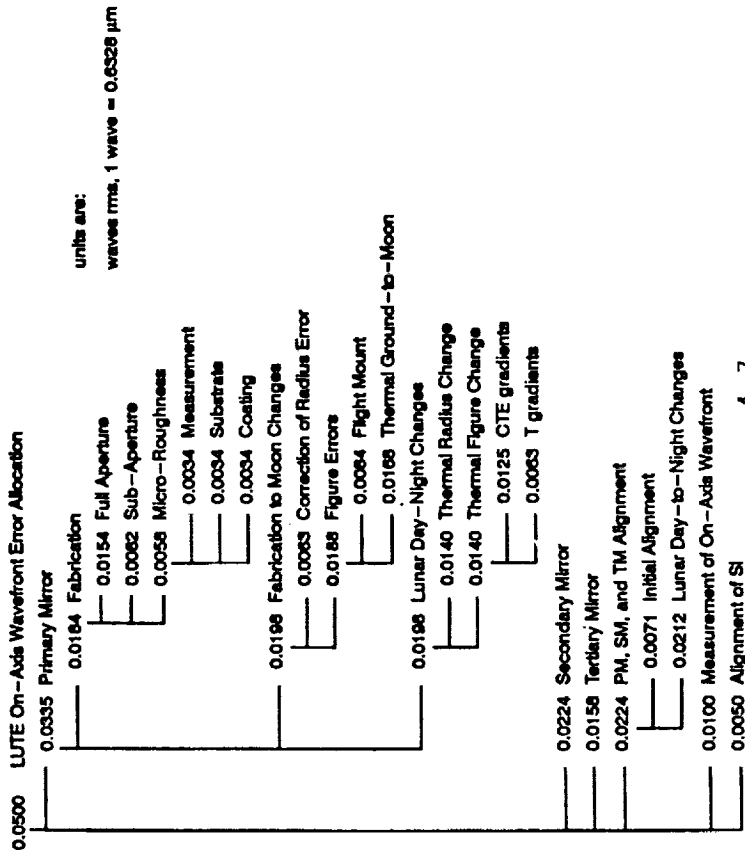 0.0500 LUTE On-Axis Wavefront Error Allocation
0.0335 Primary Mirror
units are:
waves rms, 1 wave = 0.6328 µm
0.0184 Fabrication
0.0154 Full Aperture
0.0082 Sub-Aperture
0.0058 Micro-Roughness
0.0034 Measurement
0.0034 Substrate
0.0034 Coating
0.0198 Fabrication to Moon Changes
0.0063 Correction of Radius Error
0.0188 Figure Errors
0.0084 Flight Mount
0.0168 Thermal Ground-to-Moon
0.0198 Lunar Day-Night Changes
0.0140 Thermal Radius Change
0.0140 Thermal Figure Change
0.0125 CTE gradients
0.0063 T gradients
0.0224 Secondary Mirror
0.0158 Tertiary Mirror
0.0224 PM, SM, and TM Alignment
0.0071 Initial Alignment
0.0212 Lunar Day-to-Night Changes
0.0100 Measurement of On-Axis Wavefront
0.0050 Alignment of SI